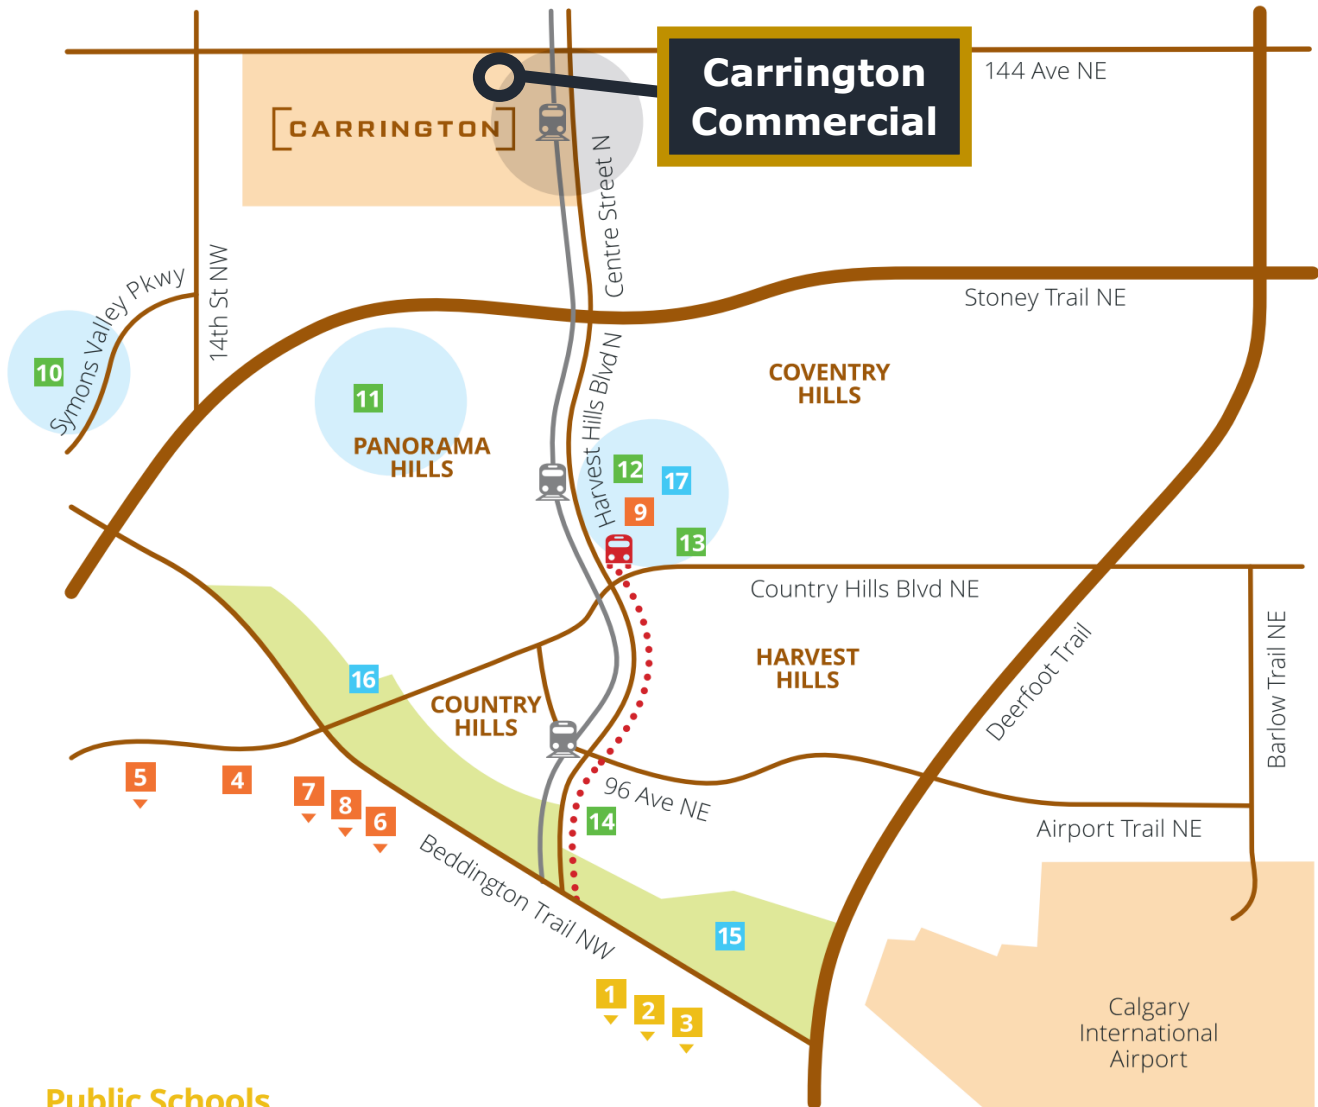 Carrington
Commercial
144 Ave NE
CARRINGTON
Centre Street N
14th St NW
Symons Valley Pkwy
Stoney Trail NE
10
11
PANORAMA
HILLS
Harvest Hills Blvd N
COVENTRY
HILLS
12
17
9
13
Country Hills Blvd NE
HARVEST
HILLS
Deerfoot Trail
Barlow Trail NE
16
COUNTRY
HILLS
5
4
7
8
6
96 Ave NE
14
Airport Trail NE
Beddington Trail NW
15
1
2
3
Calgary
International
Airport
Public Schools